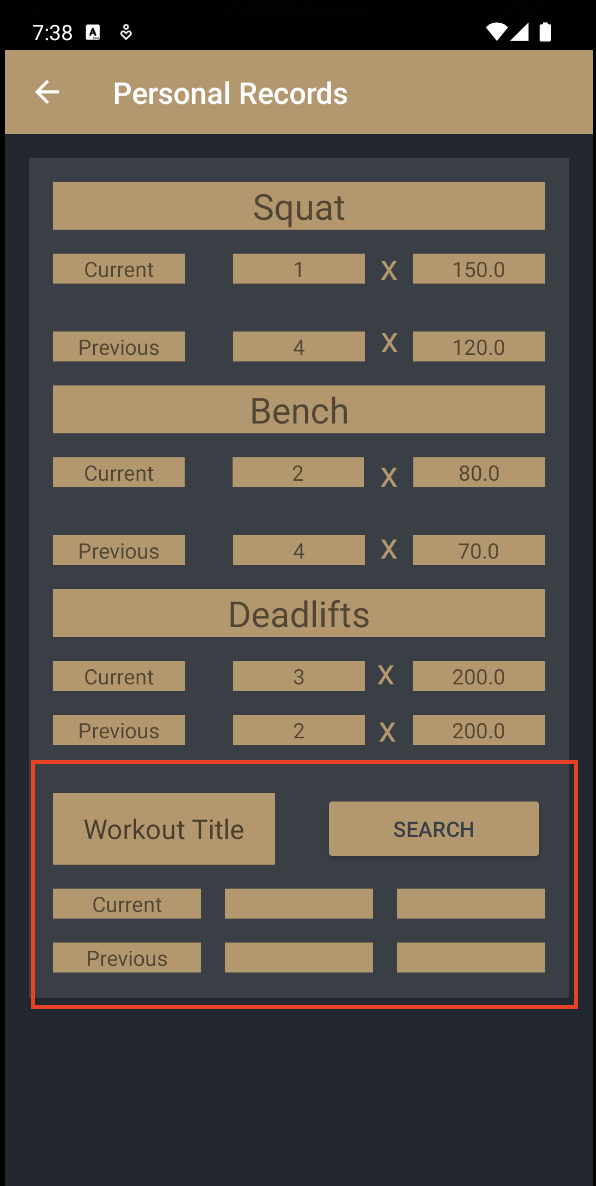 7:38
Personal Records
Squat
Current 1 X 150.0
Previous 4 X 120.0
Bench
Current 2 X 80.0
Previous 4 X 70.0
Deadlifts
Current 3 X 200.0
Previous 2 X 200.0
Workout Title SEARCH
Current
Previous